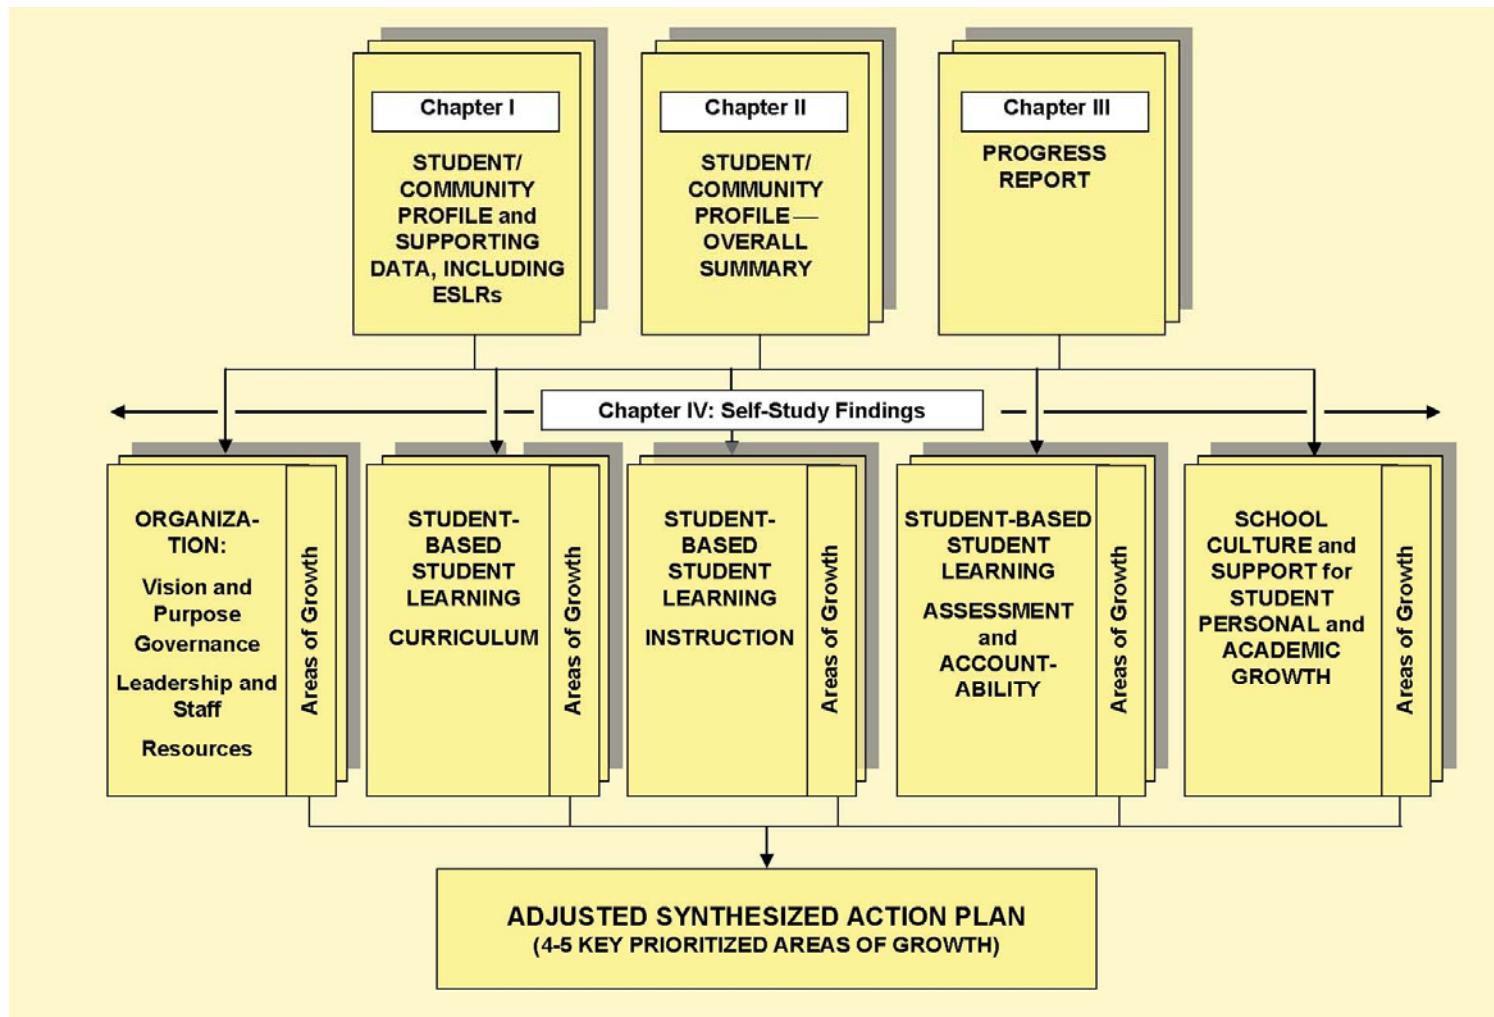 Chapter I
STUDENT/
COMMUNITY
PROFILE and
SUPPORTING
DATA, INCLUDING
ESLRs
Chapter II
STUDENT/
COMMUNITY
PROFILE —
OVERALL
SUMMARY
Chapter III
PROGRESS
REPORT
Chapter IV: Self-Study Findings
ORGANIZA-
TION:
Vision and
Purpose
Governance
Leadership and
Staff
Resources
Areas of Growth
STUDENT-
BASED
STUDENT
LEARNING
CURRICULUM
Areas of Growth
STUDENT-
BASED
STUDENT
LEARNING
INSTRUCTION
Areas of Growth
STUDENT-BASED
STUDENT
LEARNING
ASSESSMENT
and
ACCOUNT-
ABILITY
Areas of Growth
SCHOOL
CULTURE and
SUPPORT for
STUDENT
PERSONAL and
ACADEMIC
GROWTH
Areas of Growth
ADJUSTED SYNTHESIZED ACTION PLAN
(4-5 KEY PRIORITIZED AREAS OF GROWTH)